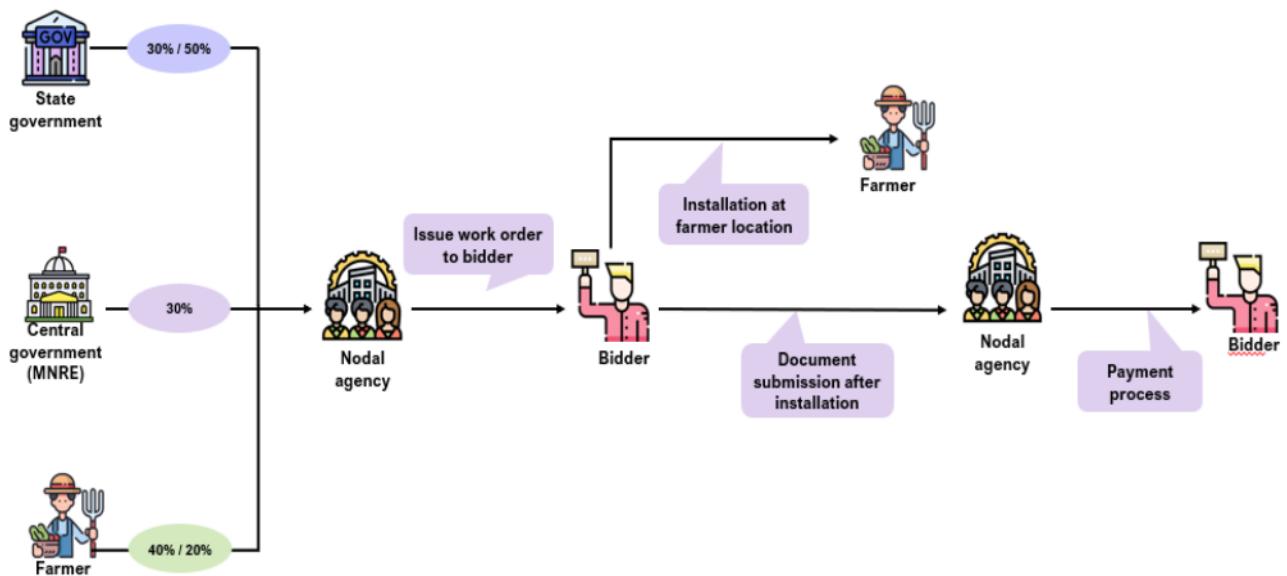 GOV
30% / 50%
State
government
Farmer
Installation at
farmer location
Issue work order
to bidder
30%
Central
government
(MNRE)
Nodal
agency
Bidder
Document
submission after
installation
Nodal
agency
Payment
process
Bidder
40% / 20%
Farmer